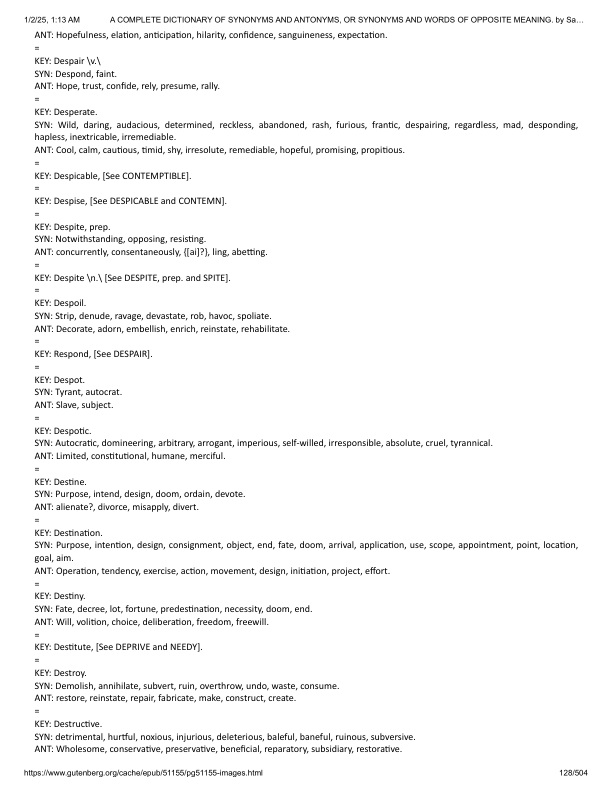 1/2/25, 1:13 AM A COMPLETE DICTIONARY OF SYNONYMS AND ANTONYMS, OR SYNONYMS AND WORDS OF OPPOSITE MEANING. by Sa…
ANT: Hopefulness, elation, anticipation, hilarity, confidence, sanguineness, expectation.
=
KEY: Despair \v.\
SYN: Despond, faint.
ANT: Hope, trust, confide, rely, presume, rally.
=
KEY: Desperate.
SYN: Wild, daring, audacious, determined, reckless, abandoned, rash, furious, frantic, despairing, regardless, mad, desponding,
hapless, inextricable, irremediable.
ANT: Cool, calm, cautious, timid, shy, irresolute, remediable, hopeful, promising, propitious.
=
KEY: Despicable, [See CONTEMPTIBLE].
=
KEY: Despise, [See DESPICABLE and CONTEMN].
=
KEY: Despite, prep.
SYN: Notwithstanding, opposing, resisting.
ANT: concurrently, consentaneously, {[ai]?}, ling, abetting.
=
KEY: Despite \n.\ [See DESPITE, prep. and SPITE].
=
KEY: Despoil.
SYN: Strip, denude, ravage, devastate, rob, havoc, spoliate.
ANT: Decorate, adorn, embellish, enrich, reinstate, rehabilitate.
=
KEY: Respond, [See DESPAIR].
=
KEY: Despot.
SYN: Tyrant, autocrat.
ANT: Slave, subject.
=
KEY: Despotic.
SYN: Autocratic, domineering, arbitrary, arrogant, imperious, self-willed, irresponsible, absolute, cruel, tyrannical.
ANT: Limited, constitutional, humane, merciful.
=
KEY: Destine.
SYN: Purpose, intend, design, doom, ordain, devote.
ANT: alienate?, divorce, misapply, divert.
=
KEY: Destination.
SYN: Purpose, intention, design, consignment, object, end, fate, doom, arrival, application, use, scope, appointment, point, location,
goal, aim.
ANT: Operation, tendency, exercise, action, movement, design, initiation, project, effort.
=
KEY: Destiny.
SYN: Fate, decree, lot, fortune, predestination, necessity, doom, end.
ANT: Will, volition, choice, deliberation, freedom, freewill.
=
KEY: Destitute, [See DEPRIVE and NEEDY].
=
KEY: Destroy.
SYN: Demolish, annihilate, subvert, ruin, overthrow, undo, waste, consume.
ANT: restore, reinstate, repair, fabricate, make, construct, create.
=
KEY: Destructive.
SYN: detrimental, hurtful, noxious, injurious, deleterious, baleful, baneful, ruinous, subversive.
ANT: Wholesome, conservative, preservative, beneficial, reparatory, subsidiary, restorative.
https://www.gutenberg.org/cache/epub/51155/pg51155-images.html 128/504